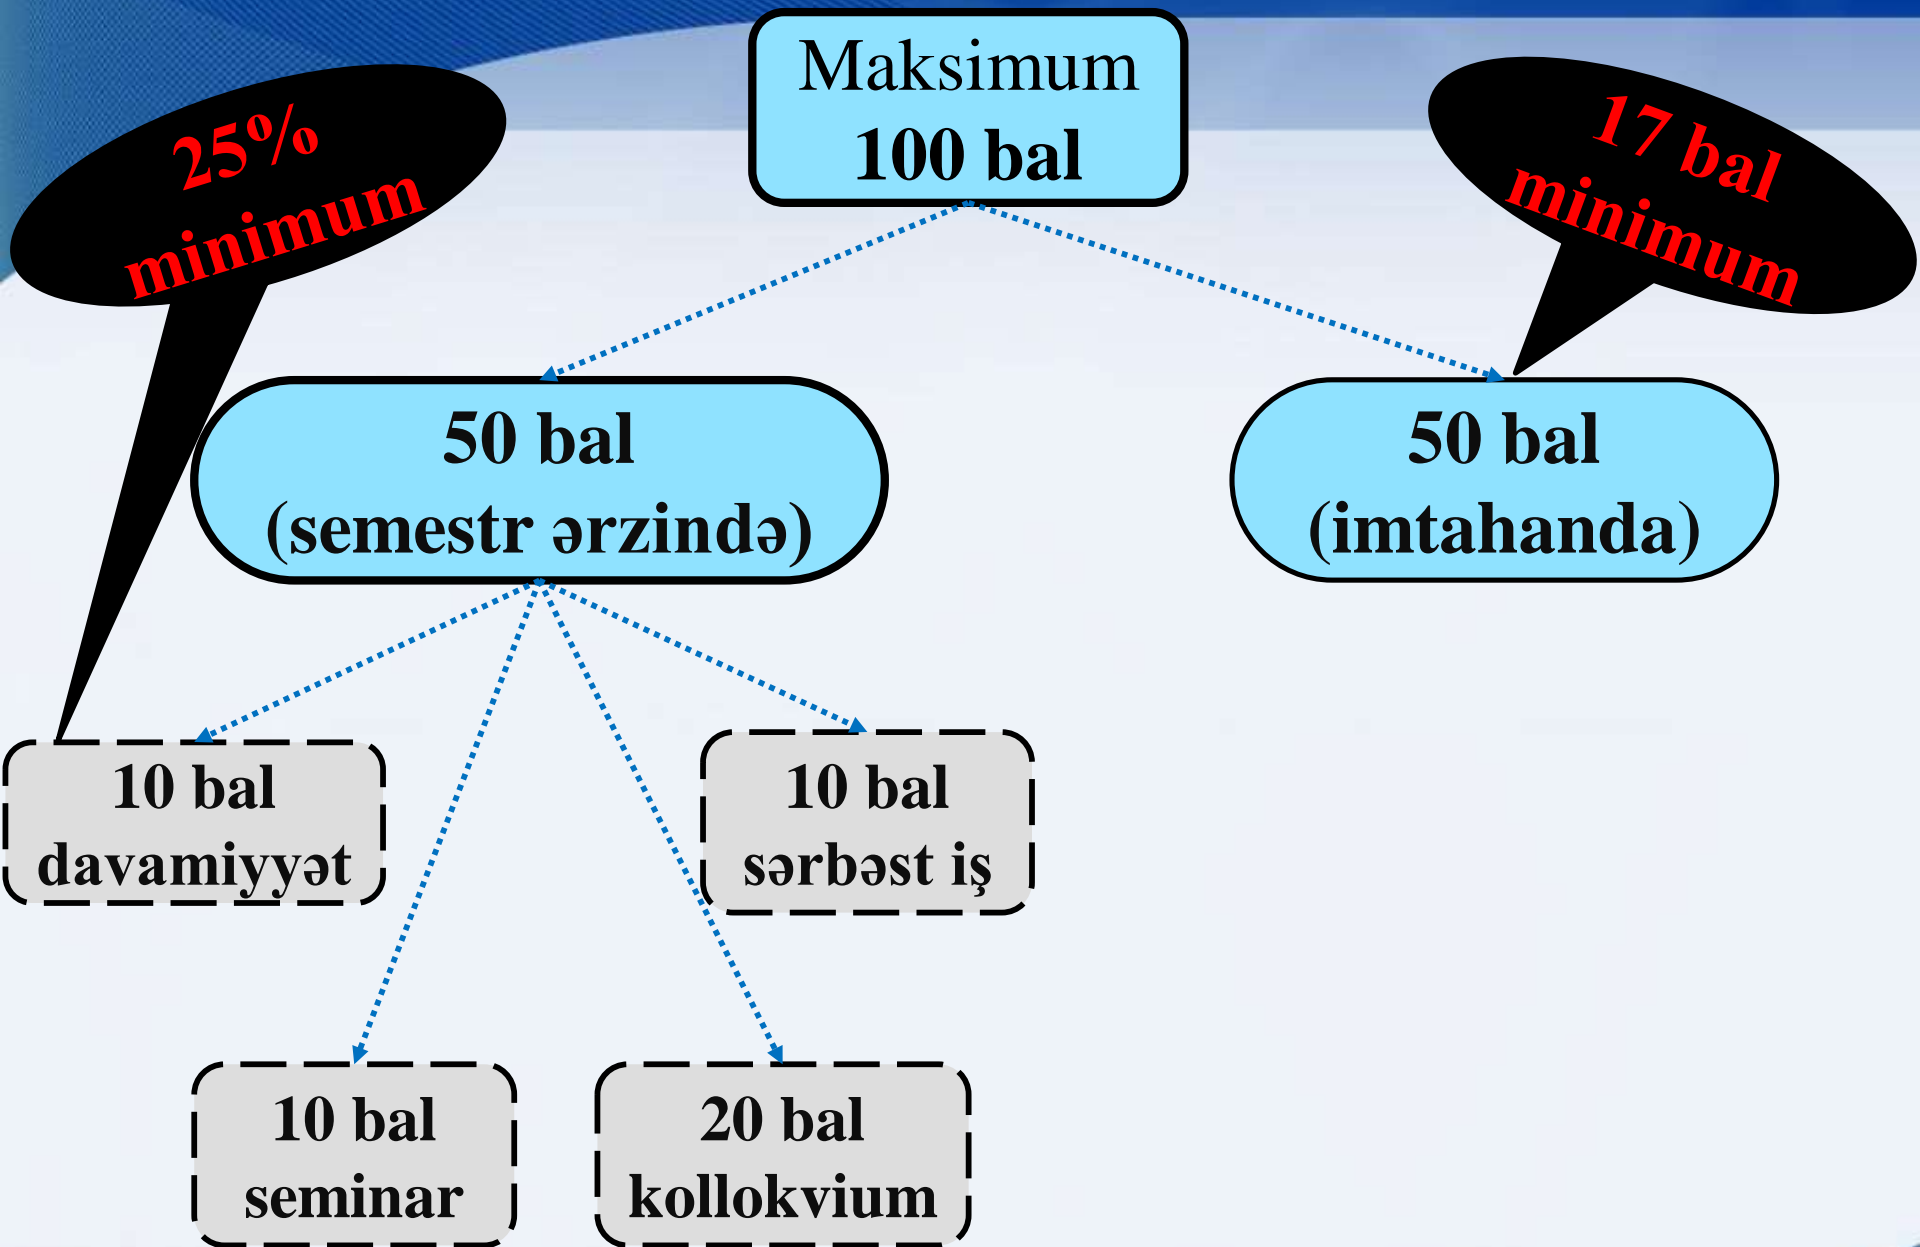 Maksimum
100 bal
25%
minimum
17 bal
minimum
50 bal
(semestr ərzində)
50 bal
(imtahanda)
10 bal
davamiyyət
10 bal
sərbəst iş
10 bal
seminar
20 bal
kollokvium